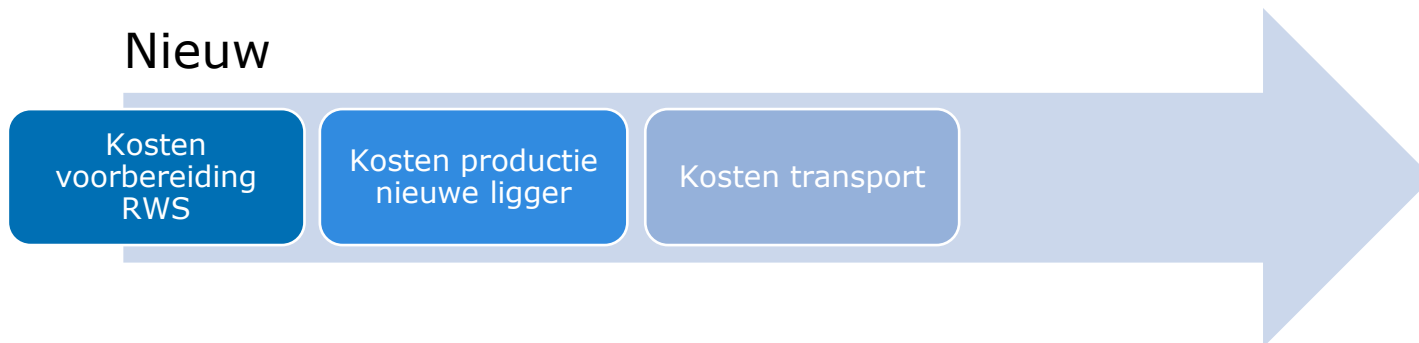 Nieuw
Kosten
voorbereiding
RWS
Kosten productie
nieuwe ligger
Kosten transport